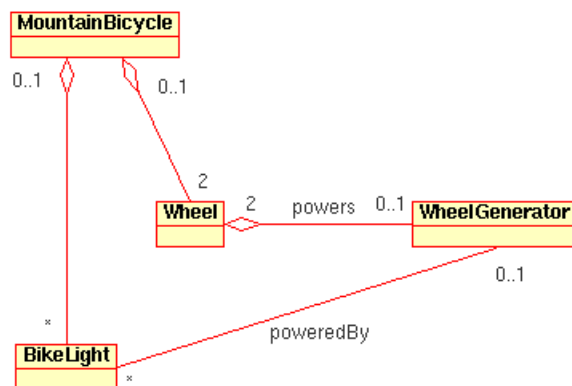 MountainBicycle
0..1
0..1
2
2
powers
0..1
Wheel
WheelGenerator
0..1
poweredBy
*
BikeLight
*